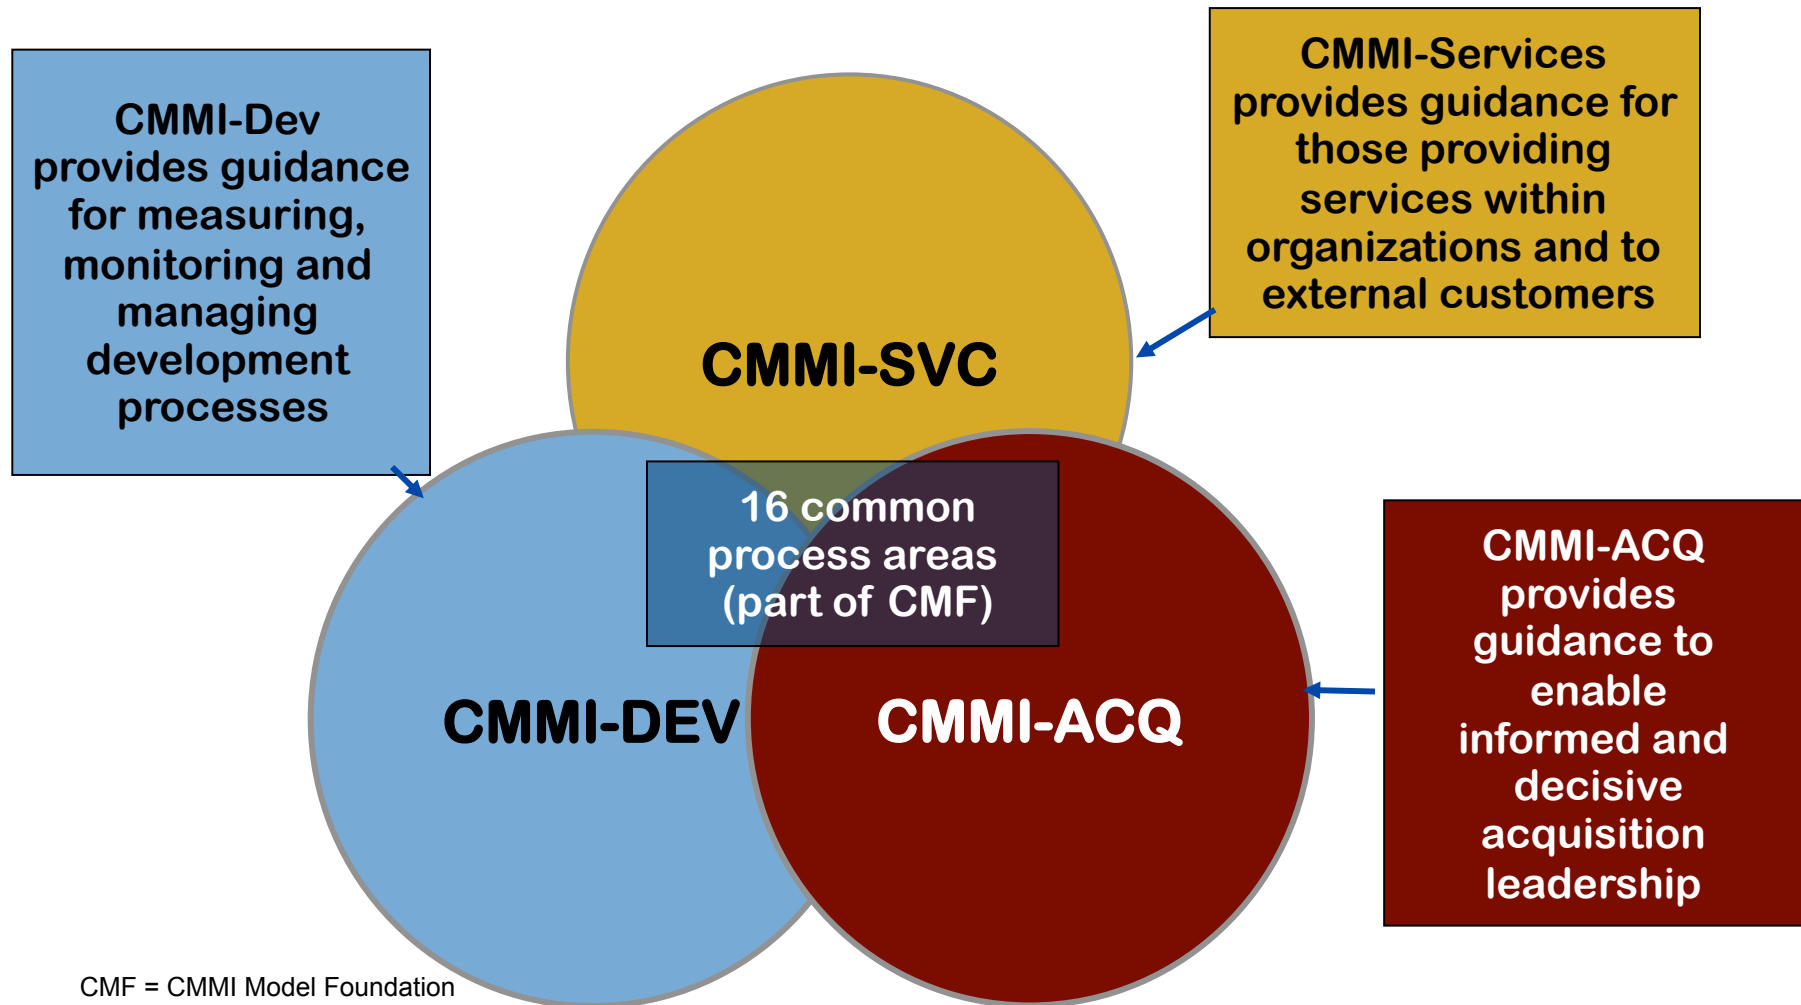 CMMI-Dev
provides guidance
for measuring,
monitoring and
managing
development
processes
CMMI-Services
provides guidance for
those providing
services within
organizations and to
external customers
CMMI-SVC
16 common
process areas
(part of CMF)
CMMI-DEV
CMMI-ACQ
CMMI-ACQ
provides
guidance to
enable
informed and
decisive
acquisition
leadership
CMF = CMMI Model Foundation